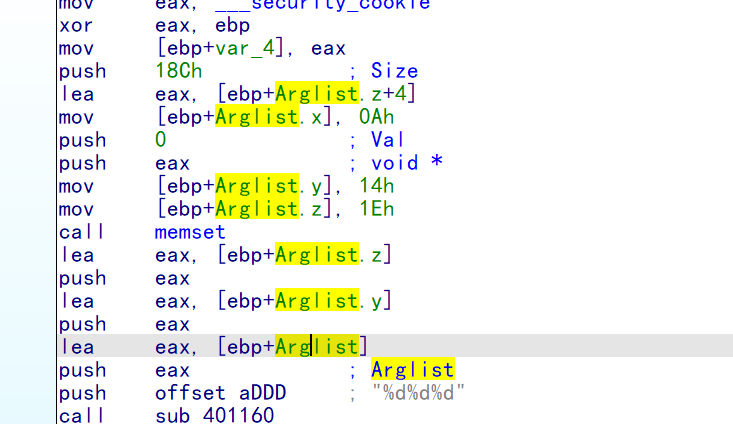 mov eax, ___security_cookie
xor eax, ebp
mov [ebp+var_4], eax
push 18Ch ; Size
lea eax, [ebp+Arglist.z+4]
mov [ebp+Arglist.x], 0Ah
push 0 ; Val
push eax ; void *
mov [ebp+Arglist.y], 14h
mov [ebp+Arglist.z], 1Eh
call memset
lea eax, [ebp+Arglist.z]
push eax
lea eax, [ebp+Arglist.y]
push eax
lea eax, [ebp+Arglist]
push eax ; Arglist
push offset aDDD ; "%d%d%d"
call sub_401160